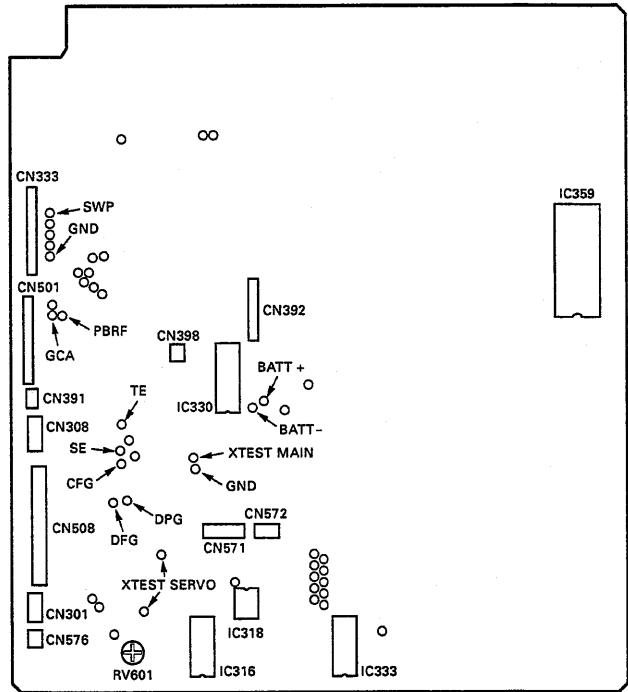 CN333
IC359
SWP
GND
CN501
CN392
PBRF
CN398
GCA
BATT +
TE
CN391
IC330
CN308
BATT-
SE
XTEST MAIN
CFG
GND
DPG
CN572
CN508
DFG
CN571
XTEST SERVO
CN301
IC318
CN576
RV601
IC316
IC333